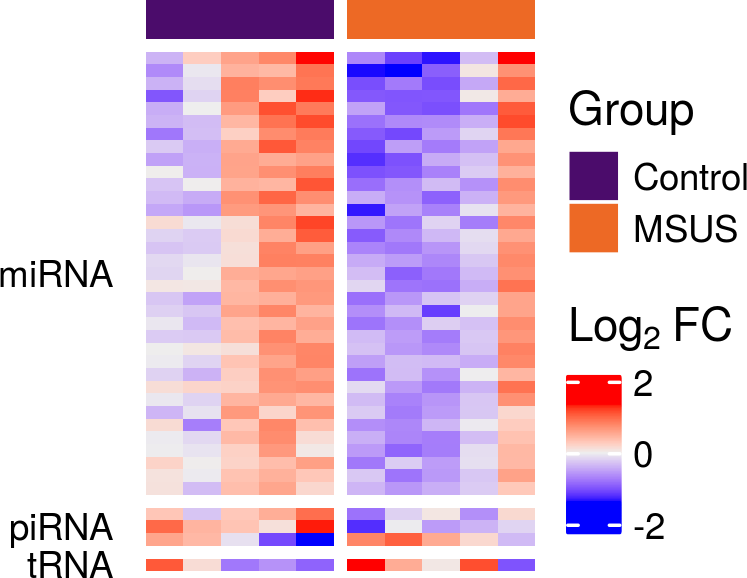 Group
Control
MSUS
miRNA
Log₂ FC
2
0
-2
piRNA
tRNA